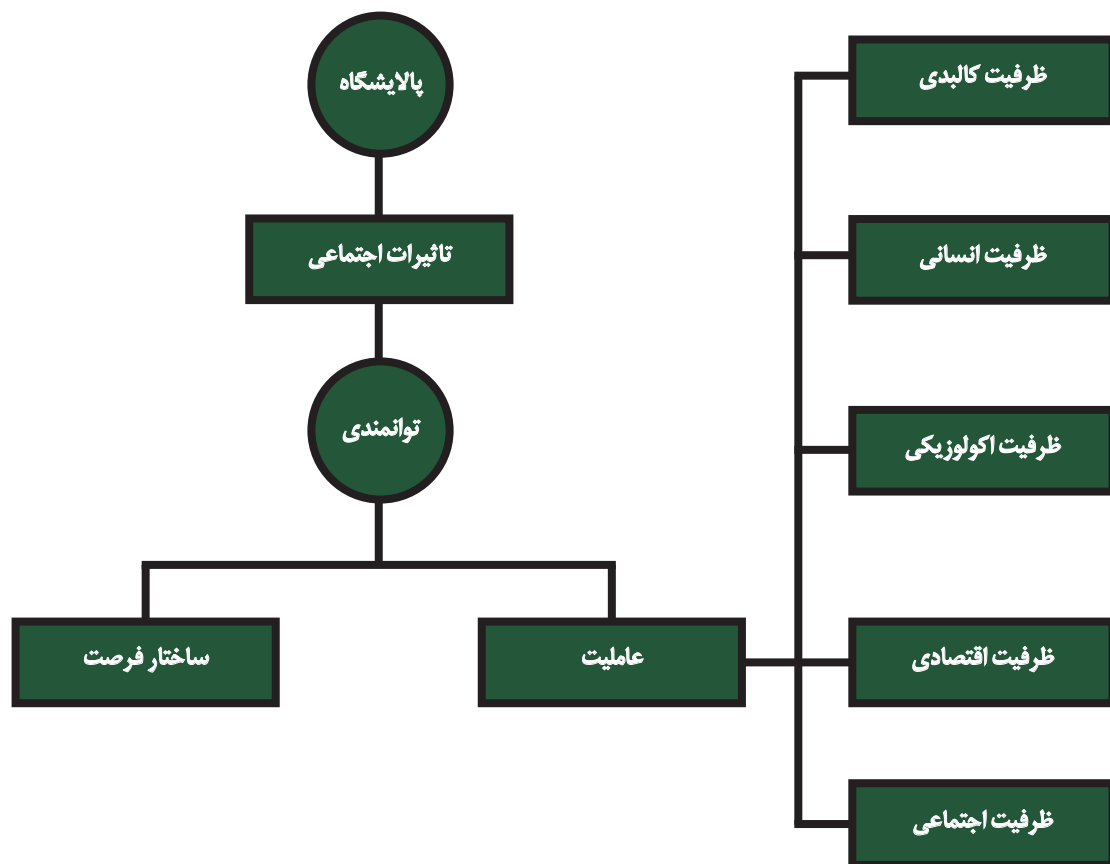 پالایشگاه
تاثیرات اجتماعی
توانمندی
ساختار فرصت
عاملیت
ظرفیت کالبدی
ظرفیت انسانی
ظرفیت اکولوزیکی
ظرفیت اقتصادی
ظرفیت اجتماعی